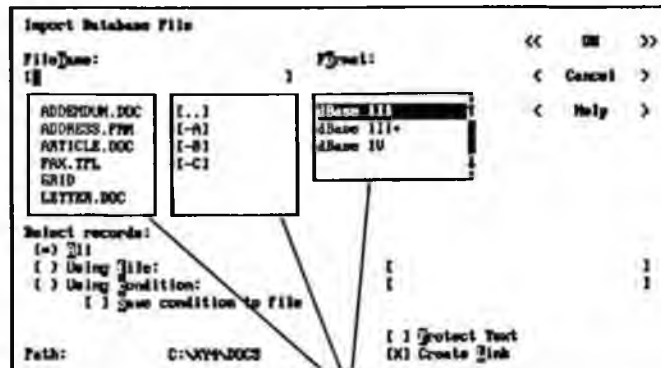 Import Database File
FileName:
Format:
<< OK >>
[ ]
< Cancel >
ADDENDUM.DOC
ADDRESS.FRM
ARTICLE.DOC
FAX.TPL
GRID
LETTER.DOC
[..]
[-A]
[-B]
[-C]
dBase III
dBase III+
dBase IV
< Help >
Select records:
(•) All
( ) Using File: [ ]
( ) Using Condition: [ ]
[ ] Save condition to File
[ ] Protect Text
Path: C:\XY4\DOCS
[X] Create Link